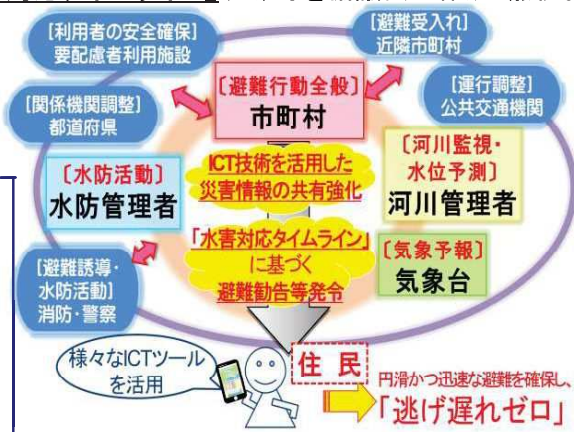 [利用者の安全確保]
要配慮者利用施設
[避難受入れ]
近隣市町村
[関係機関調整]
都道府県
〔避難行動全般〕
市町村
[運行調整]
公共交通機関
〔水防活動〕
水防管理者
ICT技術を活用した
災害情報の共有強化
〔河川監視・
水位予測〕
河川管理者
「水害対応タイムライン」
に基づく
避難勧告等発令
〔気象予報〕
気象台
[避難誘導・
水防活動]
消防・警察
様々なICTツール
を活用
住民
円滑かつ迅速な避難を確保し、
「逃げ遅れゼロ」